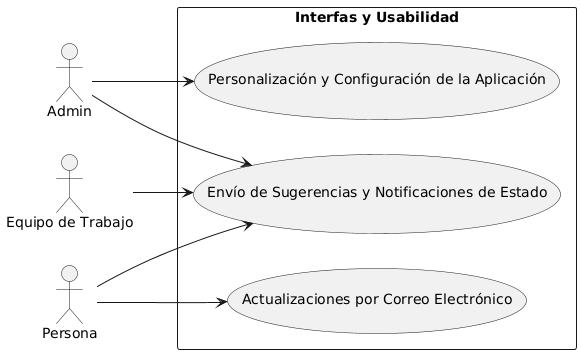 Interfas y Usabilidad
Personalización y Configuración de la Aplicación
Admin
Envío de Sugerencias y Notificaciones de Estado
Equipo de Trabajo
Actualizaciones por Correo Electrónico
Persona